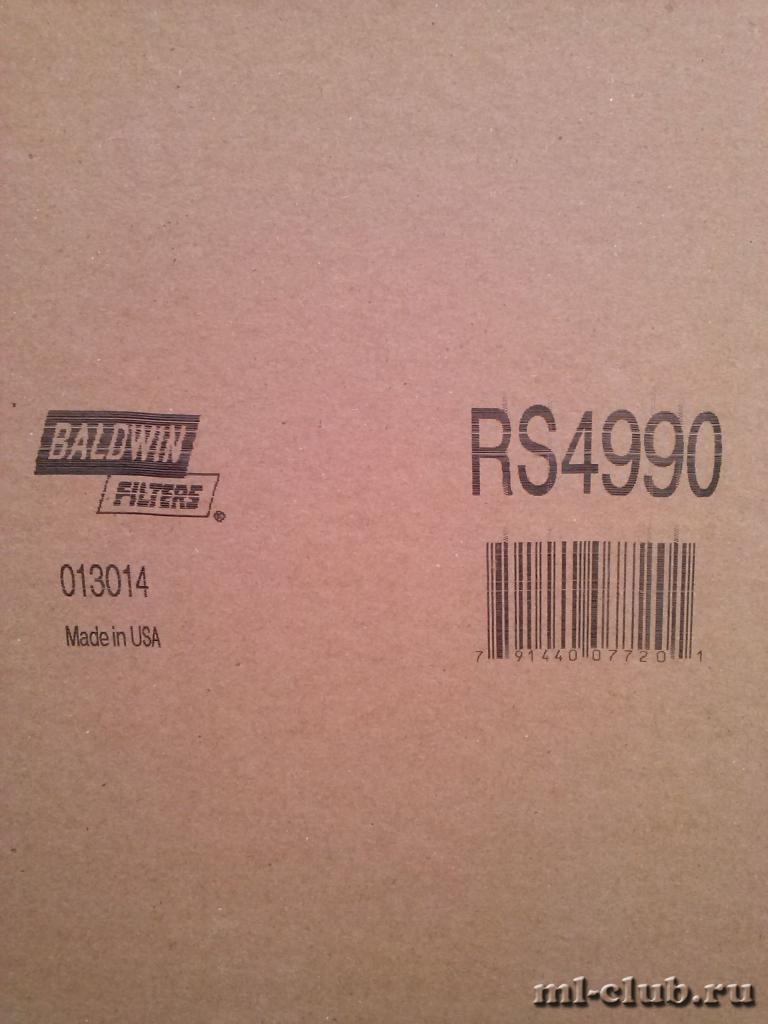 BALDWIN
FILTERS®
RS4990
013014
Made in USA
7 91440 07720 1
ml-club.ru